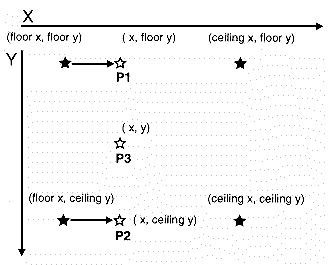 X
(floor x, floor y)
( x, floor y)
(ceiling x, floor y)
Y
P1
( x, y)
P3
(floor x, ceiling y)
(ceiling x, ceiling y)
( x, ceiling y)
P2